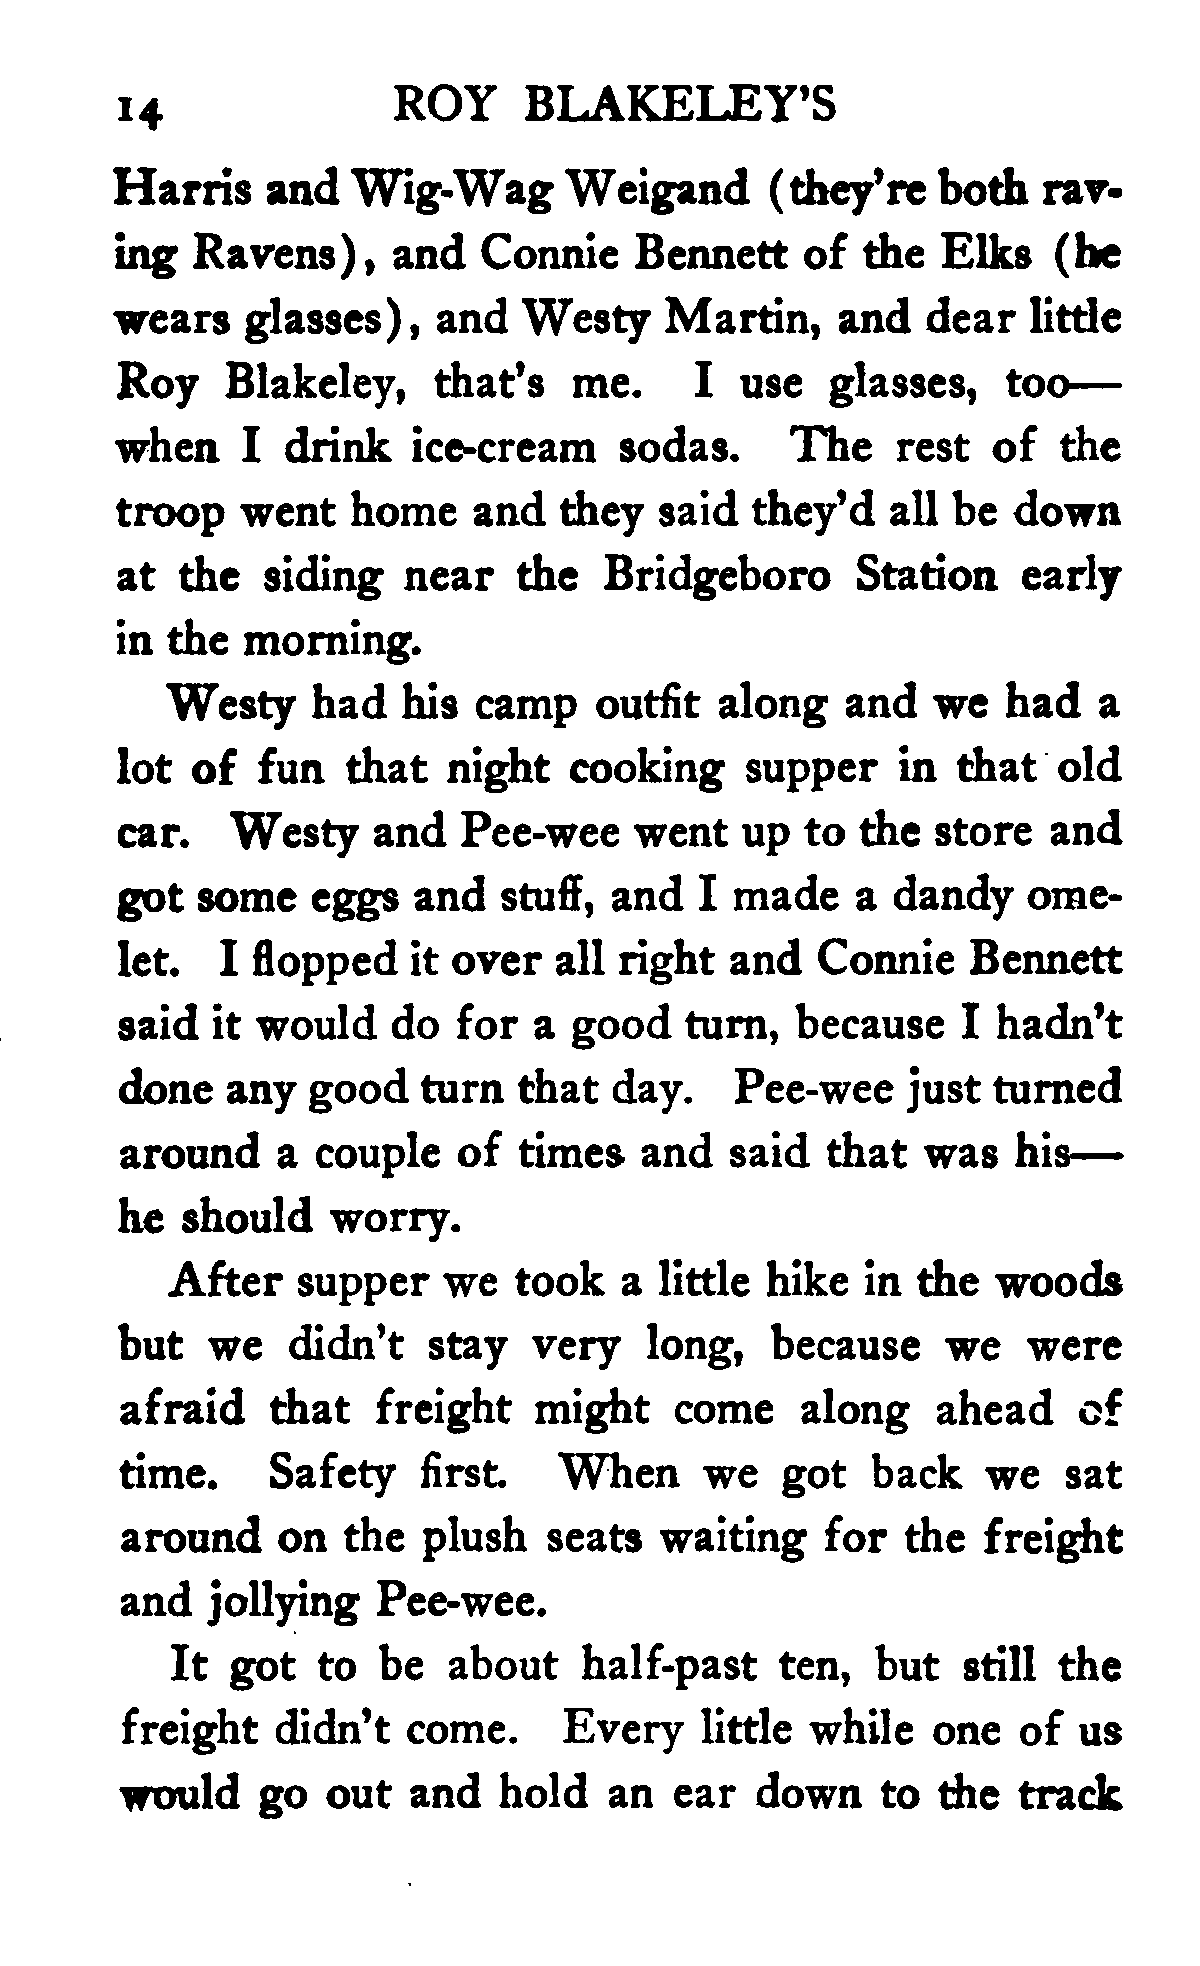 14 ROY BLAKELEY'S
Harris and Wig-Wag Weigand (they're both rav-
ing Ravens), and Connie Bennett of the Elks (he
wears glasses), and Westy Martin, and dear little
Roy Blakeley, that's me. I use glasses, too—
when I drink ice-cream sodas. The rest of the
troop went home and they said they'd all be down
at the siding near the Bridgeboro Station early
in the morning.
Westy had his camp outfit along and we had a
lot of fun that night cooking supper in that old
car. Westy and Pee-wee went up to the store and
got some eggs and stuff, and I made a dandy ome-
let. I flopped it over all right and Connie Bennett
said it would do for a good turn, because I hadn't
done any good turn that day. Pee-wee just turned
around a couple of times and said that was his—
he should worry.
After supper we took a little hike in the woods
but we didn't stay very long, because we were
afraid that freight might come along ahead of
time. Safety first. When we got back we sat
around on the plush seats waiting for the freight
and jollying Pee-wee.
It got to be about half-past ten, but still the
freight didn't come. Every little while one of us
would go out and hold an ear down to the track